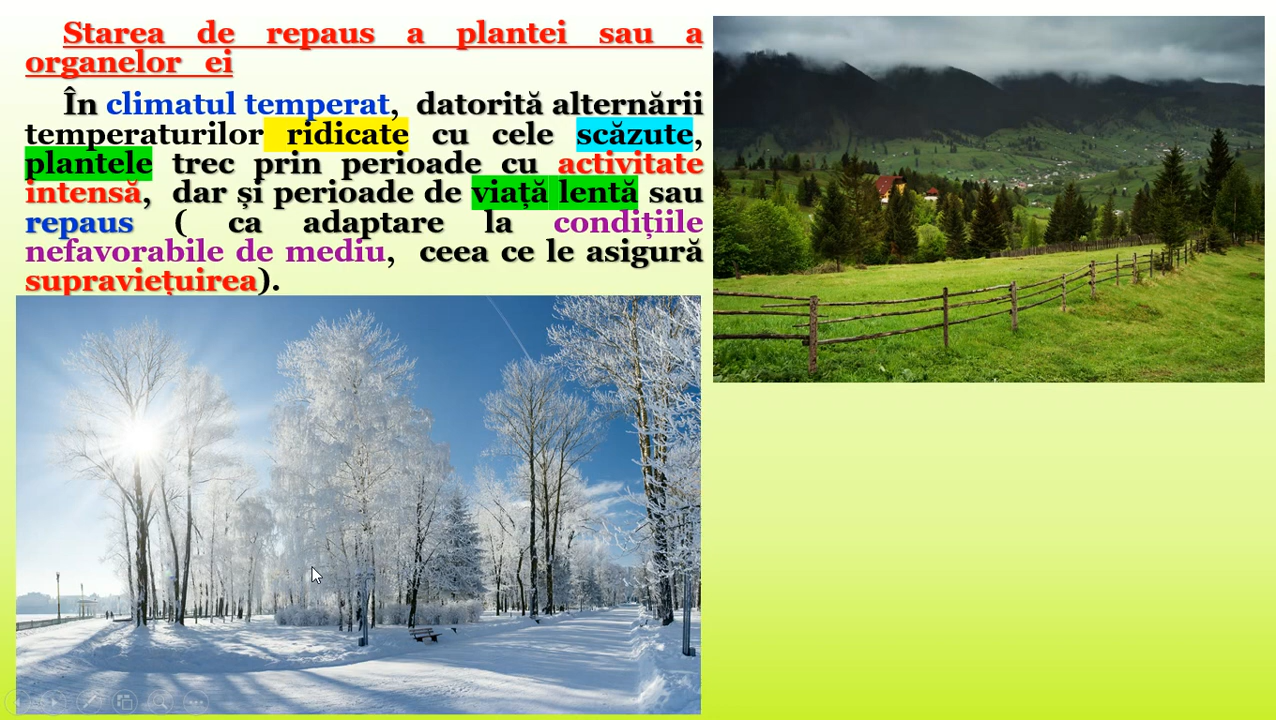 Starea de repaus a plantei sau a
organelor ei
În climatul temperat, datorită alternării
temperaturilor ridicate cu cele scăzute,
plantele trec prin perioade cu activitate
intensă, dar și perioade de viață lentă sau
repaus ( ca adaptare la condițiile
nefavorabile de mediu, ceea ce le asigură
supraviețuirea).